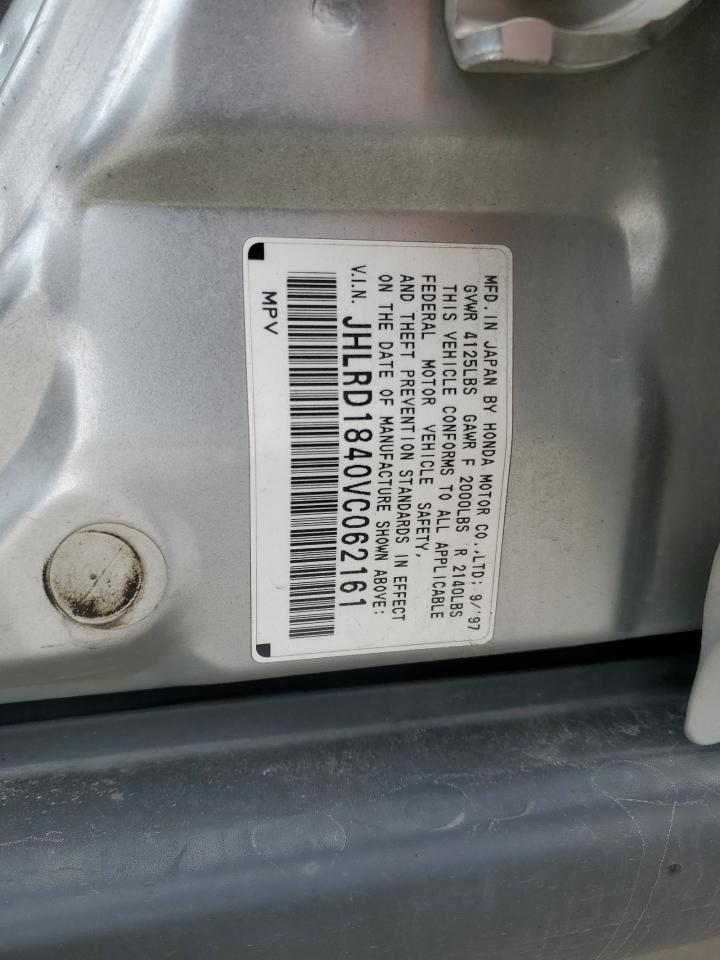 MFD. IN JAPAN BY HONDA MOTOR CO.,LTD; 9/'97
GVWR 4125LBS GAWR F 2000LBS R 2140LBS
THIS VEHICLE CONFORMS TO ALL APPLICABLE
FEDERAL MOTOR VEHICLE SAFETY,
AND THEFT PREVENTION STANDARDS IN EFFECT
ON THE DATE OF MANUFACTURE SHOWN ABOVE:
V.I.N. JHLRD1840VC062161
MPV